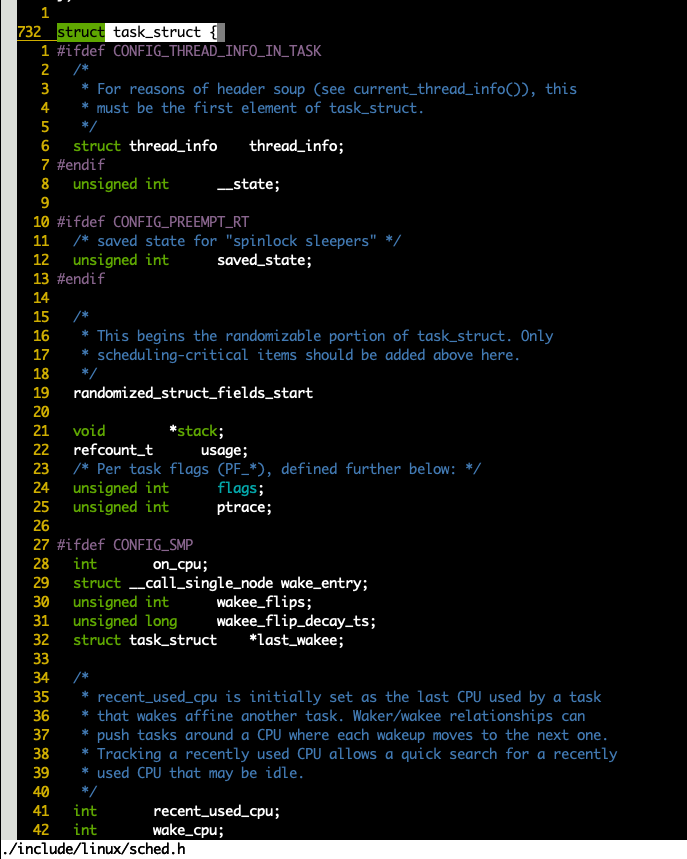 1
732 struct task_struct {
1 #ifdef CONFIG_THREAD_INFO_IN_TASK
2 /*
3 * For reasons of header soup (see current_thread_info()), this
4 * must be the first element of task_struct.
5 */
6 struct thread_info thread_info;
7 #endif
8 unsigned int __state;
9
10 #ifdef CONFIG_PREEMPT_RT
11 /* saved state for "spinlock sleepers" */
12 unsigned int saved_state;
13 #endif
14
15 /*
16 * This begins the randomizable portion of task_struct. Only
17 * scheduling-critical items should be added above here.
18 */
19 randomized_struct_fields_start
20
21 void *stack;
22 refcount_t usage;
23 /* Per task flags (PF_*), defined further below: */
24 unsigned int flags;
25 unsigned int ptrace;
26
27 #ifdef CONFIG_SMP
28 int on_cpu;
29 struct __call_single_node wake_entry;
30 unsigned int wakee_flips;
31 unsigned long wakee_flip_decay_ts;
32 struct task_struct *last_wakee;
33
34 /*
35 * recent_used_cpu is initially set as the last CPU used by a task
36 * that wakes affine another task. Waker/wakee relationships can
37 * push tasks around a CPU where each wakeup moves to the next one.
38 * Tracking a recently used CPU allows a quick search for a recently
39 * used CPU that may be idle.
40 */
41 int recent_used_cpu;
42 int wake_cpu;
./include/linux/sched.h